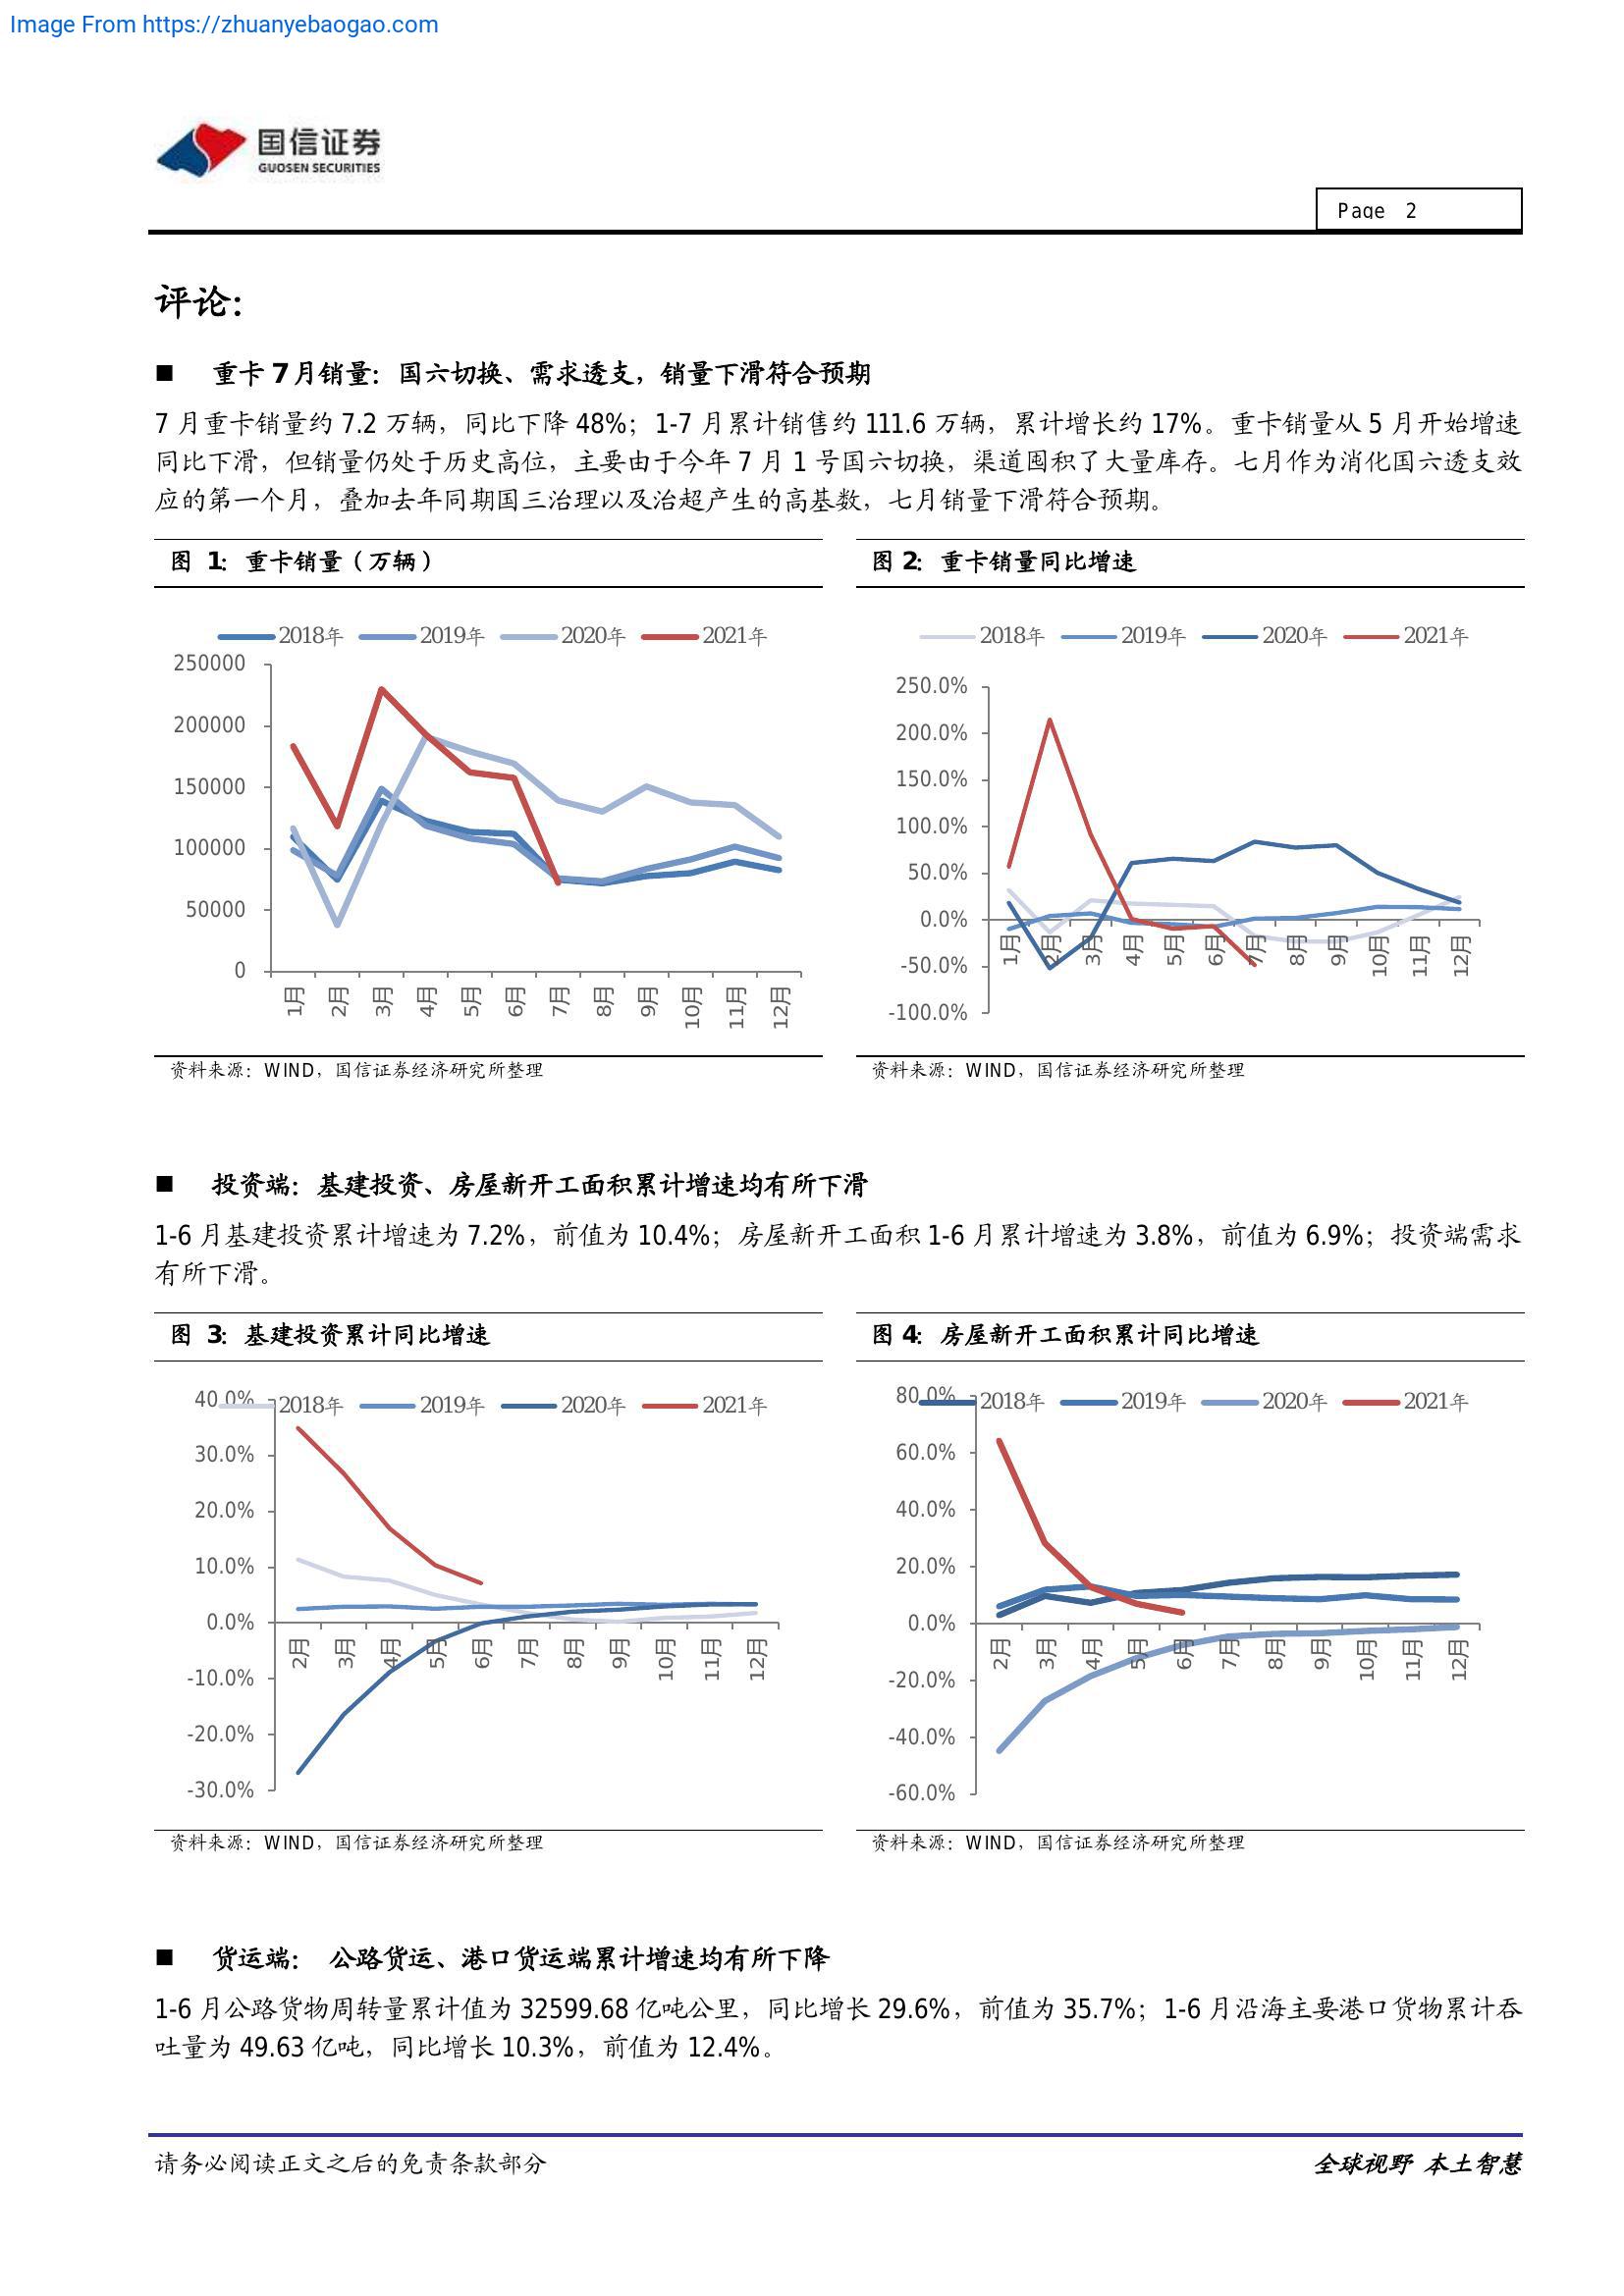 Image From https://zhuanyebaogao.com
国信证券
GUOSEN SECURITIES
Page 2
评论：
■ 重卡 7月销量：国六切换、需求透支，销量下滑符合预期
7 月重卡销量约 7.2 万辆，同比下降 48%；1-7 月累计销售约 111.6 万辆，累计增长约 17%。重卡销量从 5 月开始增速
同比下滑，但销量仍处于历史高位，主要由于今年 7 月 1 号国六切换，渠道囤积了大量库存。七月作为消化国六透支效
应的第一个月，叠加去年同期国三治理以及治超产生的高基数，七月销量下滑符合预期。
图 1：重卡销量（万辆）
2018年 2019年 2020年 2021年
250000
200000
150000
100000
50000
0
1月 2月 3月 4月 5月 6月 7月 8月 9月 10月 11月 12月
资料来源：WIND，国信证券经济研究所整理
图 2：重卡销量同比增速
2018年 2019年 2020年 2021年
250.0%
200.0%
150.0%
100.0%
50.0%
0.0%
-50.0%
-100.0%
1月 2月 3月 4月 5月 6月 7月 8月 9月 10月 11月 12月
资料来源：WIND，国信证券经济研究所整理
■ 投资端：基建投资、房屋新开工面积累计增速均有所下滑
1-6 月基建投资累计增速为 7.2%，前值为 10.4%；房屋新开工面积 1-6 月累计增速为 3.8%，前值为 6.9%；投资端需求
有所下滑。
图 3：基建投资累计同比增速
2018年 2019年 2020年 2021年
40.0%
30.0%
20.0%
10.0%
0.0%
-10.0%
-20.0%
-30.0%
2月 3月 4月 5月 6月 7月 8月 9月 10月 11月 12月
资料来源：WIND，国信证券经济研究所整理
图 4：房屋新开工面积累计同比增速
2018年 2019年 2020年 2021年
80.0%
60.0%
40.0%
20.0%
0.0%
-20.0%
-40.0%
-60.0%
2月 3月 4月 5月 6月 7月 8月 9月 10月 11月 12月
资料来源：WIND，国信证券经济研究所整理
■ 货运端： 公路货运、港口货运端累计增速均有所下降
1-6 月公路货物周转量累计值为 32599.68 亿吨公里，同比增长 29.6%，前值为 35.7%；1-6 月沿海主要港口货物累计吞
吐量为 49.63 亿吨，同比增长 10.3%，前值为 12.4%。
请务必阅读正文之后的免责条款部分
全球视野 本土智慧